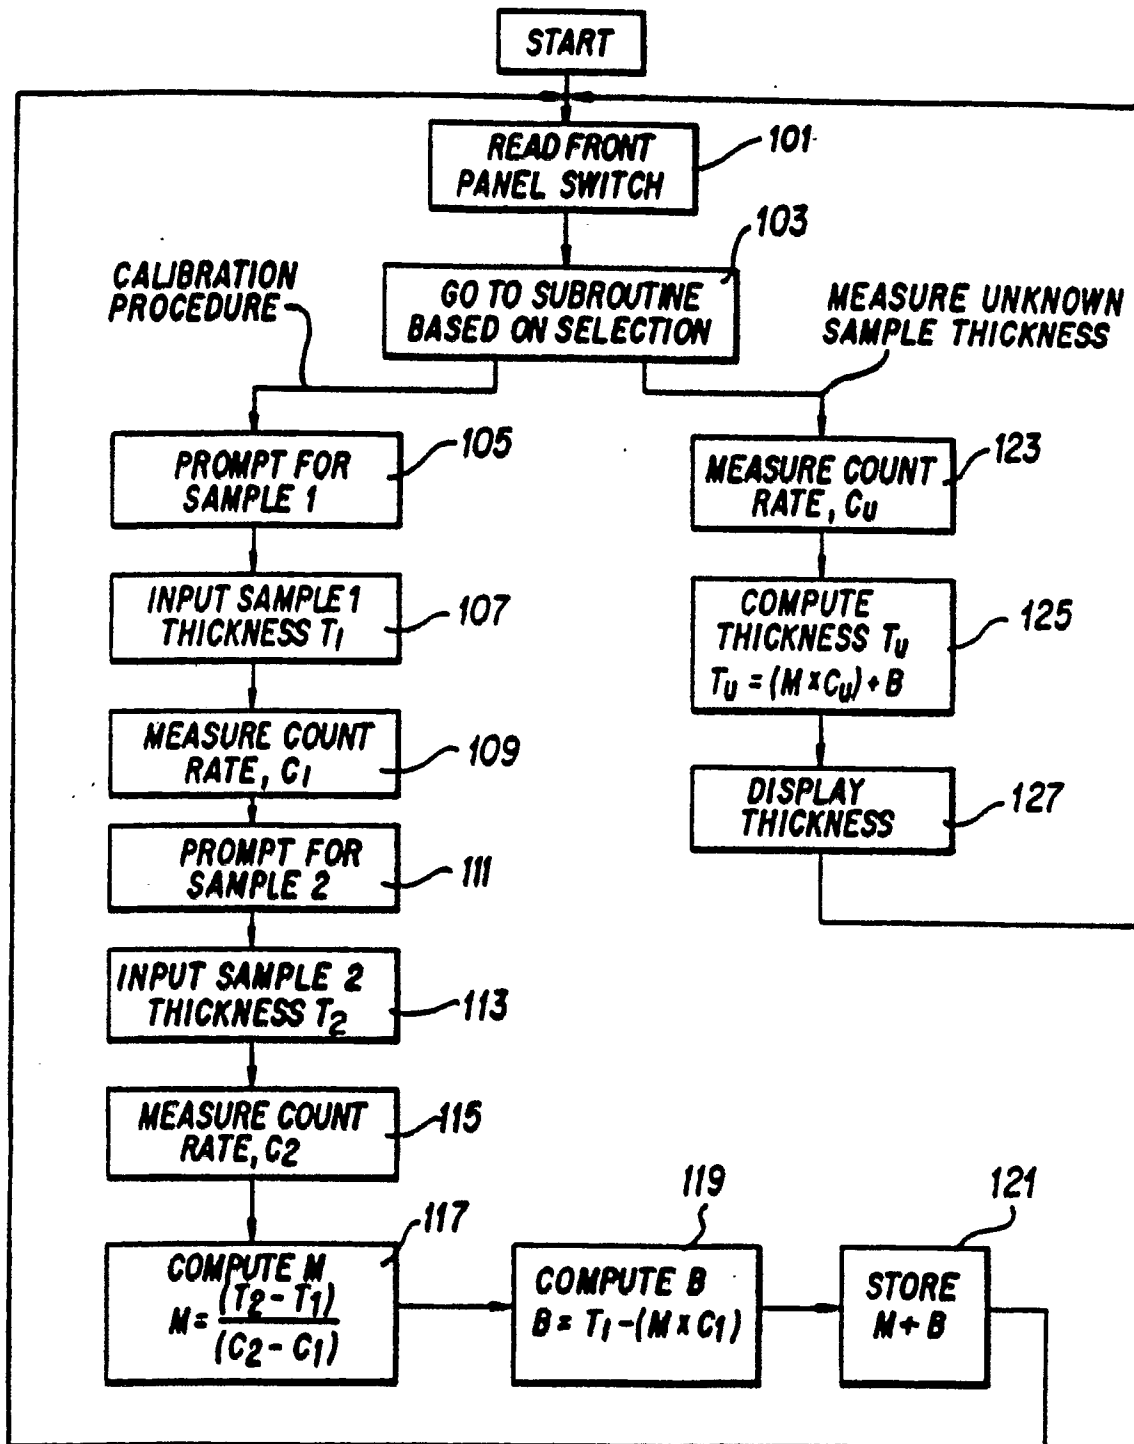 START
READ FRONT
PANEL SWITCH
101
GO TO SUBROUTINE
BASED ON SELECTION
103
CALIBRATION
PROCEDURE
MEASURE UNKNOWN
SAMPLE THICKNESS
PROMPT FOR
SAMPLE 1
105
INPUT SAMPLE 1
THICKNESS T1
107
MEASURE COUNT
RATE, C1
109
PROMPT FOR
SAMPLE 2
111
INPUT SAMPLE 2
THICKNESS T2
113
MEASURE COUNT
RATE, C2
115
COMPUTE M
M = (T2 - T1) / (C2 - C1)
117
COMPUTE B
B = T1 - (M x C1)
119
STORE
M + B
121
MEASURE COUNT
RATE, Cu
123
COMPUTE
THICKNESS Tu
Tu = (M x Cu) + B
125
DISPLAY
THICKNESS
127